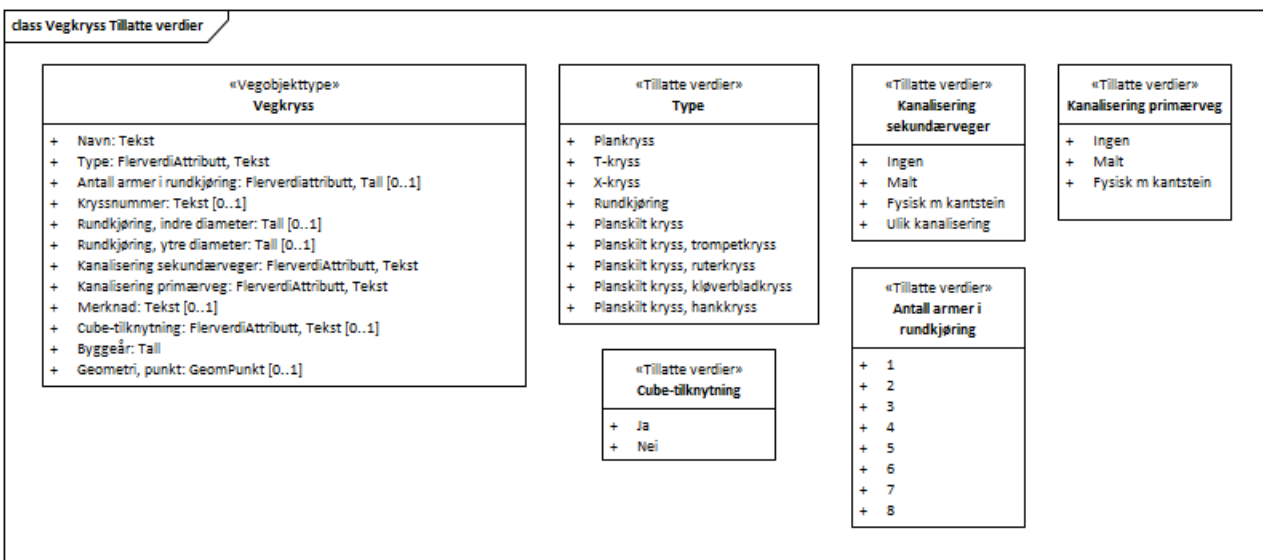 class Vegkryss Tillatte verdier
«Vegobjekttype»
Vegkryss
+ Navn: Tekst
+ Type: FlerverdiAttributt, Tekst
+ Antall armer i rundkjøring: Flerverdiattributt, Tall [0..1]
+ Kryssnummer: Tekst [0..1]
+ Rundkjøring, indre diameter: Tall [0..1]
+ Rundkjøring, ytre diameter: Tall [0..1]
+ Kanalisering sekundærveger: FlerverdiAttributt, Tekst
+ Kanalisering primærveg: FlerverdiAttributt, Tekst
+ Merknad: Tekst [0..1]
+ Cube-tilknytning: FlerverdiAttributt, Tekst [0..1]
+ Byggeår: Tall
+ Geometri, punkt: GeomPunkt [0..1]
«Tillatte verdier»
Type
+ Plankryss
+ T-kryss
+ X-kryss
+ Rundkjøring
+ Planskilt kryss
+ Planskilt kryss, trompetkryss
+ Planskilt kryss, ruterkryss
+ Planskilt kryss, kløverbladkryss
+ Planskilt kryss, hankkryss
«Tillatte verdier»
Kanalisering
sekundærveger
+ Ingen
+ Malt
+ Fysisk m kantstein
+ Ulik kanalisering
«Tillatte verdier»
Kanalisering primærveg
+ Ingen
+ Malt
+ Fysisk m kantstein
«Tillatte verdier»
Cube-tilknytning
+ Ja
+ Nei
«Tillatte verdier»
Antall armer i
rundkjøring
+ 1
+ 2
+ 3
+ 4
+ 5
+ 6
+ 7
+ 8